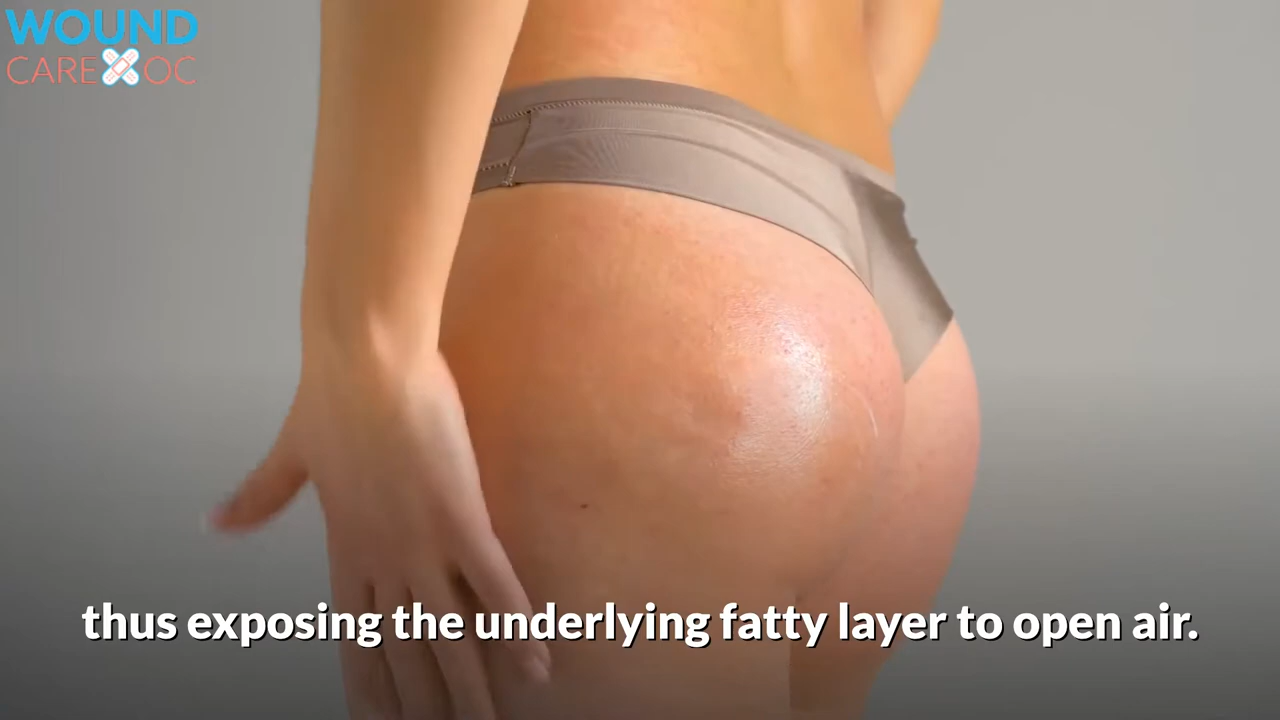 WOUND
CARE OC
thus exposing the underlying fatty layer to open air.